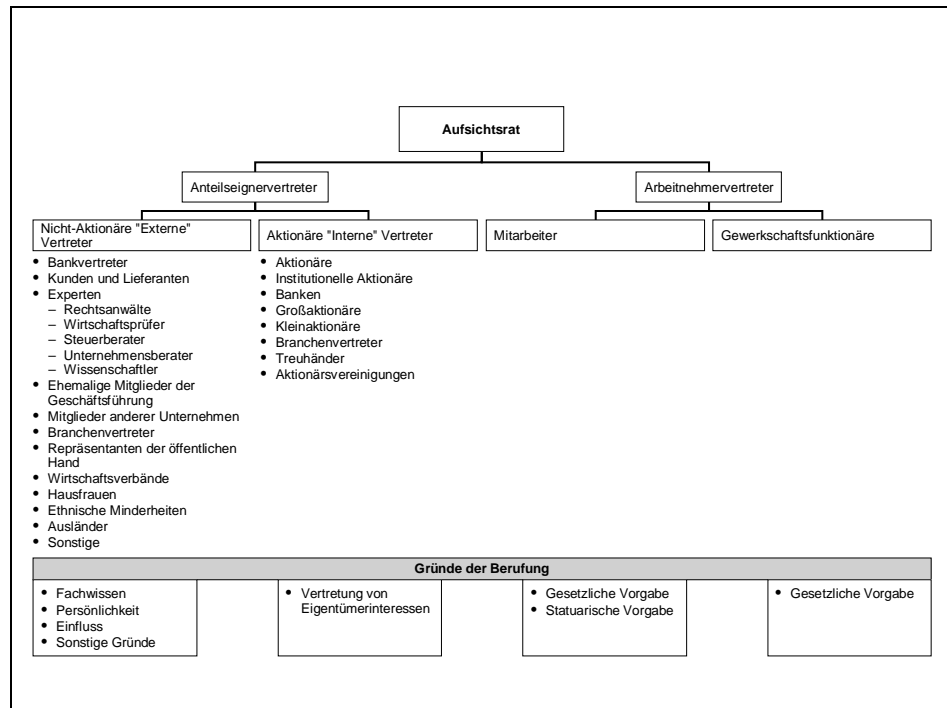 Aufsichtsrat
Anteilseignervertreter
Arbeitnehmervertreter
Nicht-Aktionäre "Externe"
Vertreter
Aktionäre "Interne" Vertreter
Mitarbeiter
Gewerkschaftsfunktionäre
• Bankvertreter
• Kunden und Lieferanten
• Experten
– Rechtsanwälte
– Wirtschaftsprüfer
– Steuerberater
– Unternehmensberater
– Wissenschaftler
• Ehemalige Mitglieder der
Geschäftsführung
• Mitglieder anderer Unternehmen
• Branchenvertreter
• Repräsentanten der öffentlichen
Hand
• Wirtschaftsverbände
• Hausfrauen
• Ethnische Minderheiten
• Ausländer
• Sonstige
• Aktionäre
• Institutionelle Aktionäre
• Banken
• Großaktionäre
• Kleinaktionäre
• Branchenvertreter
• Treuhänder
• Aktionärsvereinigungen
Gründe der Berufung
• Fachwissen
• Persönlichkeit
• Einfluss
• Sonstige Gründe
• Vertretung von
Eigentümerinteressen
• Gesetzliche Vorgabe
• Statuarische Vorgabe
• Gesetzliche Vorgabe